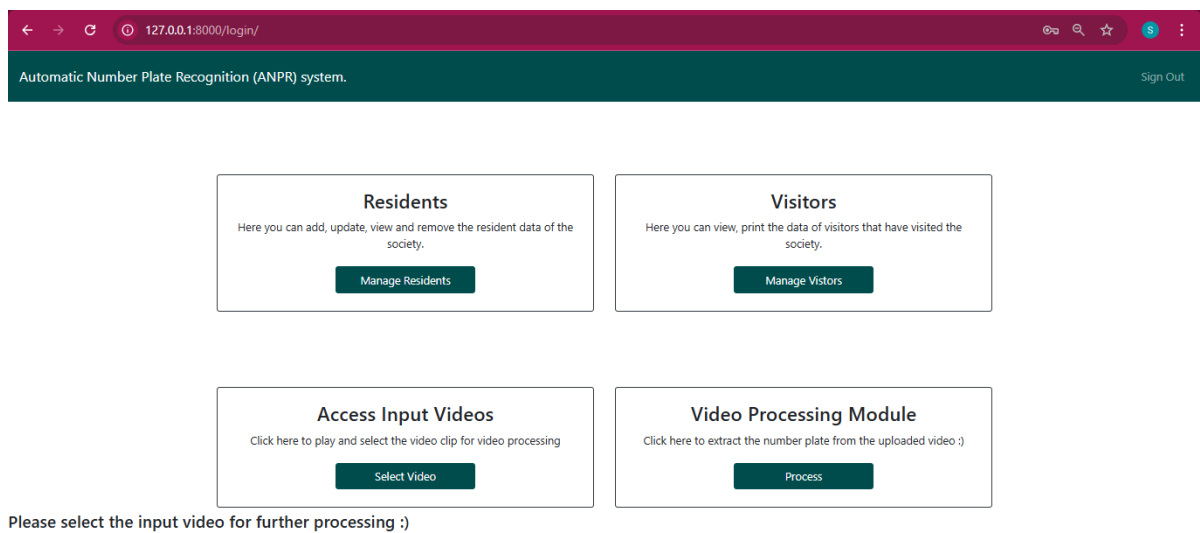 127.0.0.1:8000/login/
S
Automatic Number Plate Recognition (ANPR) system.
Sign Out
Residents
Here you can add, update, view and remove the resident data of the
society.
Manage Residents
Visitors
Here you can view, print the data of visitors that have visited the
society.
Manage Vistors
Access Input Videos
Click here to play and select the video clip for video processing
Select Video
Video Processing Module
Click here to extract the number plate from the uploaded video :)
Process
Please select the input video for further processing :)